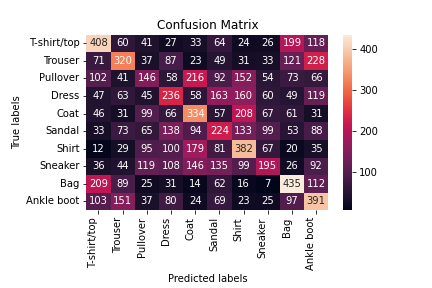 Confusion Matrix
True labels
T-shirt/top 408 60 41 27 33 64 24 26 199 118
Trouser 71 320 37 87 23 49 31 33 121 228
Pullover 102 41 146 58 216 92 152 54 73 66
Dress 47 63 45 236 58 163 160 60 49 119
Coat 46 31 99 66 334 57 208 67 61 31
Sandal 33 73 65 138 94 224 133 99 53 88
Shirt 12 29 95 100 179 81 382 67 20 35
Sneaker 36 44 119 108 146 135 99 195 26 92
Bag 209 89 25 31 14 62 16 7 435 112
Ankle boot 103 151 37 80 24 69 23 25 97 391
T-shirt/top Trouser Pullover Dress Coat Sandal Shirt Sneaker Bag Ankle boot
Predicted labels
400
300
200
100